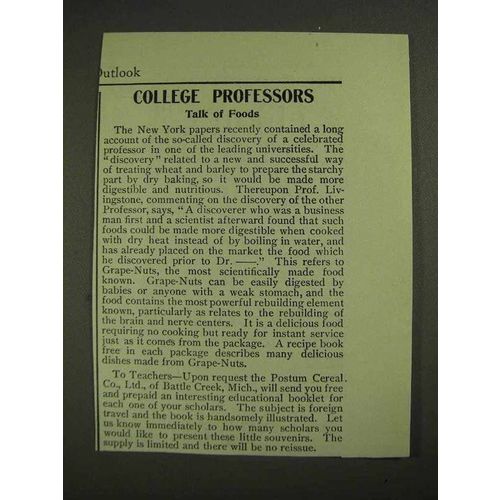 Outlook
COLLEGE PROFESSORS
Talk of Foods
The New York papers recently contained a long
account of the so-called discovery of a celebrated
professor in one of the leading universities. The
"discovery" related to a new and successful way
of treating wheat and barley to prepare the starchy
part by dry baking, so it would be made more
digestible and nutritious. Thereupon Prof. Liv-
ingstone, commenting on the discovery of the other
Professor, says, "A discoverer who was a business
man first and a scientist afterward found that such
foods could be made more digestible when cooked
with dry heat instead of by boiling in water, and
has already placed on the market the food which
he discovered prior to Dr. ——." This refers to
Grape-Nuts, the most scientifically made food
known. Grape-Nuts can be easily digested by
babies or anyone with a weak stomach, and the
food contains the most powerful rebuilding element
known, particularly as relates to the rebuilding of
the brain and nerve centers. It is a delicious food
requiring no cooking but ready for instant service
just as it comes from the package. A recipe book
free in each package describes many delicious
dishes made from Grape-Nuts.
To Teachers—Upon request the Postum Cereal
Co., Ltd., of Battle Creek, Mich., will send you free
and prepaid an interesting educational booklet for
each one of your scholars. The subject is foreign
travel and the book is handsomely illustrated. Let
us know immediately to how many scholars you
would like to present these little souvenirs. The
supply is limited and there will be no reissue.